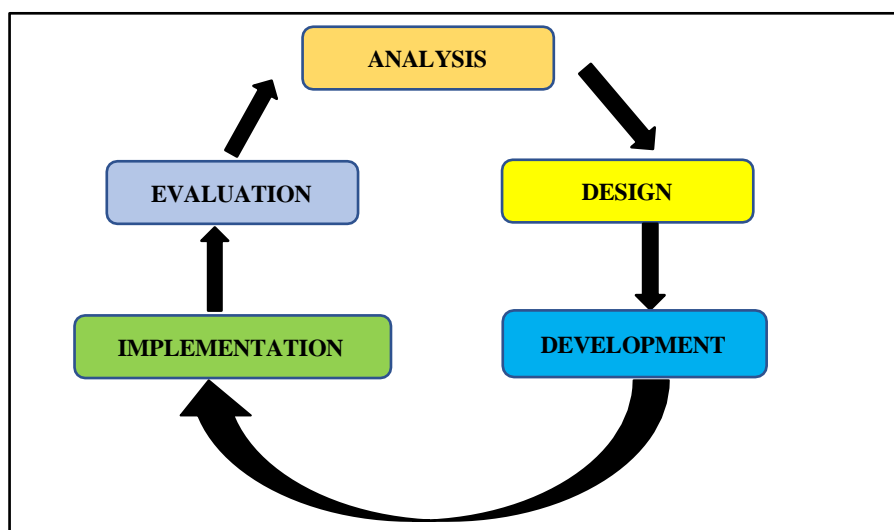 ANALYSIS
EVALUATION
DESIGN
IMPLEMENTATION
DEVELOPMENT